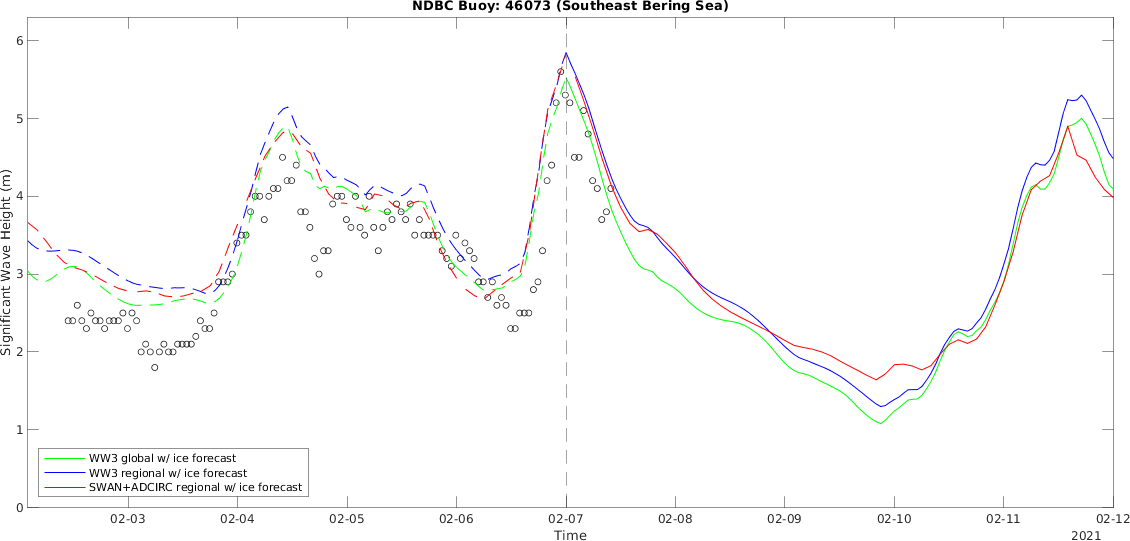 NDBC Buoy: 46073 (Southeast Bering Sea)
Significant Wave Height (m)
6
5
4
3
2
1
0
WW3 global w/ ice forecast
WW3 regional w/ ice forecast
SWAN+ADCIRC regional w/ ice forecast
02-03 02-04 02-05 02-06 02-07 02-08 02-09 02-10 02-11 02-12
Time
2021